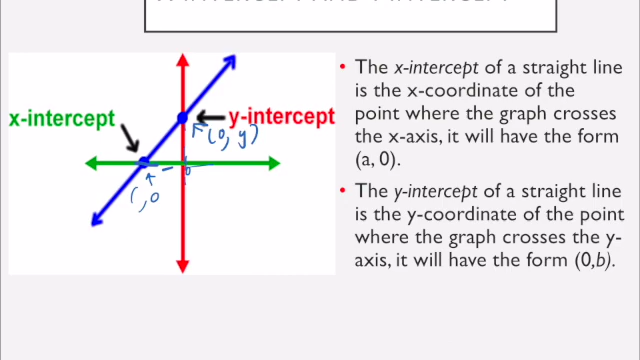 x-intercept
y-intercept
(0, y)
( ,0
• The x-intercept of a straight line
is the x-coordinate of the
point where the graph crosses
the x-axis, it will have the form
(a, 0).
• The y-intercept of a straight line
is the y-coordinate of the point
where the graph crosses the y-
axis, it will have the form (0,b).